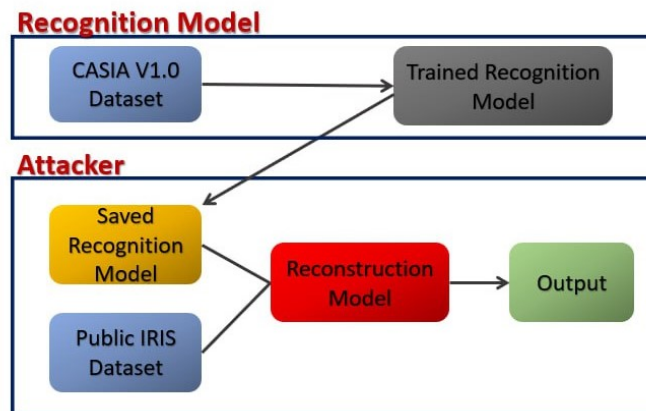 Recognition Model
CASIA V1.0
Dataset
Trained Recognition
Model
Attacker
Saved
Recognition
Model
Reconstruction
Model
Output
Public IRIS
Dataset